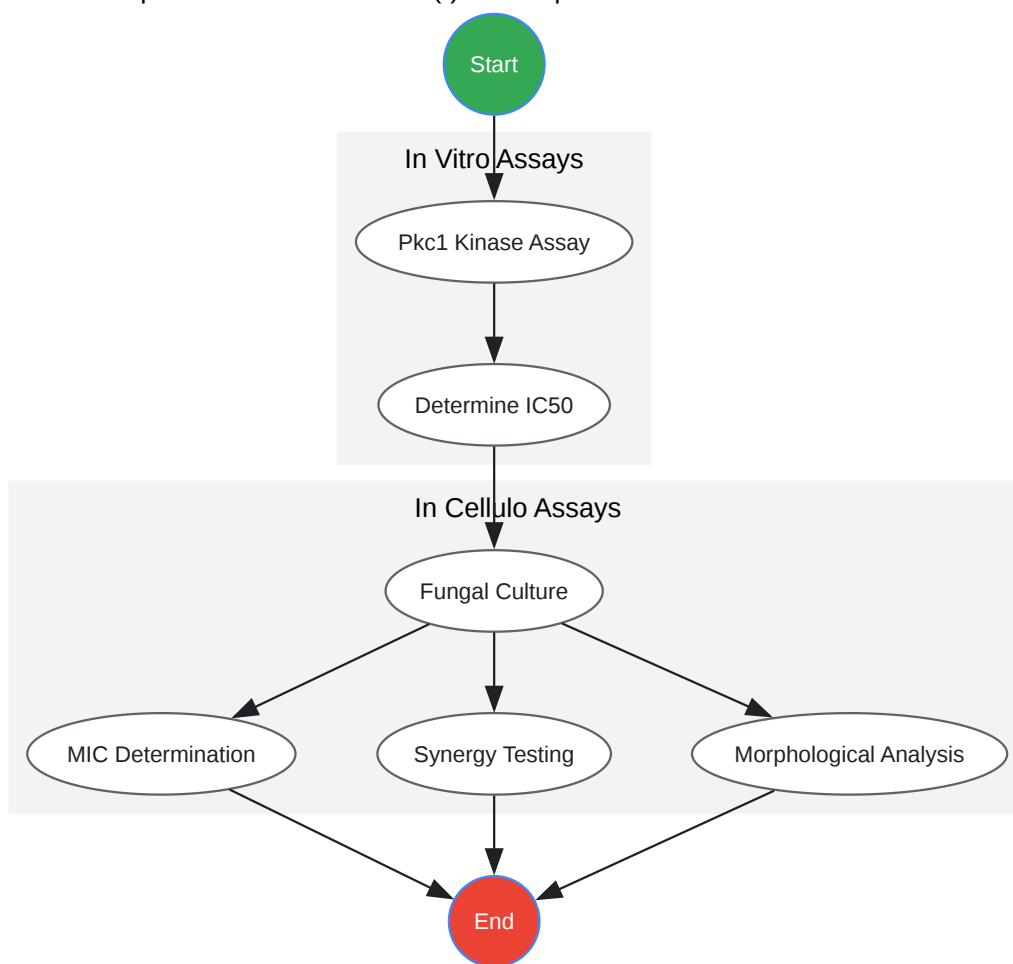 Start
In Vitro Assays
Pkc1 Kinase Assay
Determine IC50
In Cellulo Assays
Fungal Culture
MIC Determination
Synergy Testing
Morphological Analysis
End